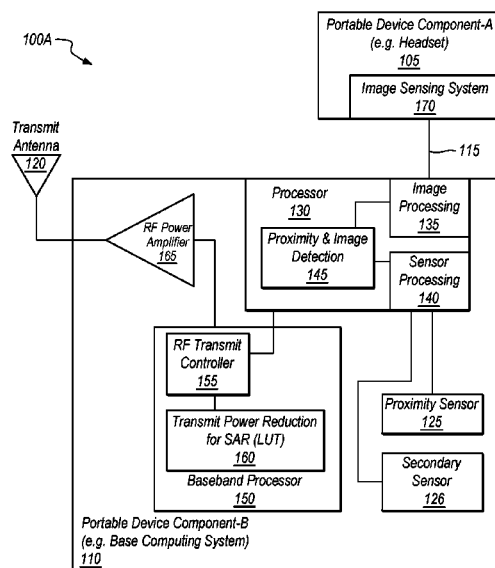 100A
Portable Device Component-A
(e.g. Headset)
105
Image Sensing System
170
115
Transmit
Antenna
120
RF Power
Amplifier
165
Processor
130
Image
Processing
135
Proximity & Image
Detection
145
Sensor
Processing
140
RF Transmit
Controller
155
Transmit Power Reduction
for SAR (LUT)
160
Baseband Processor
150
Proximity Sensor
125
Secondary
Sensor
126
Portable Device Component-B
(e.g. Base Computing System)
110